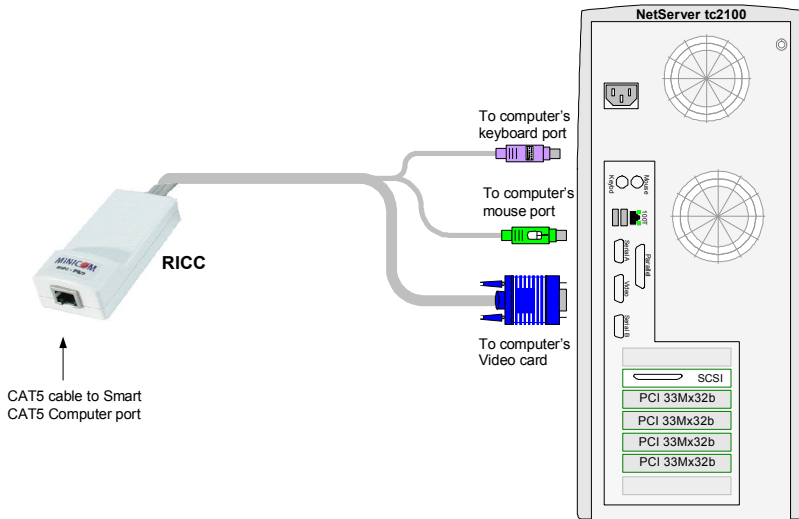 NetServer tc2100
To computer's
keyboard port
To computer's
mouse port
RICC
MINICOM
To computer's
Video card
CAT5 cable to Smart
CAT5 Computer port
Keybd
Mouse
100T
Serial A
Parallel
Video
Serial B
SCSI
PCI 33Mx32b
PCI 33Mx32b
PCI 33Mx32b
PCI 33Mx32b